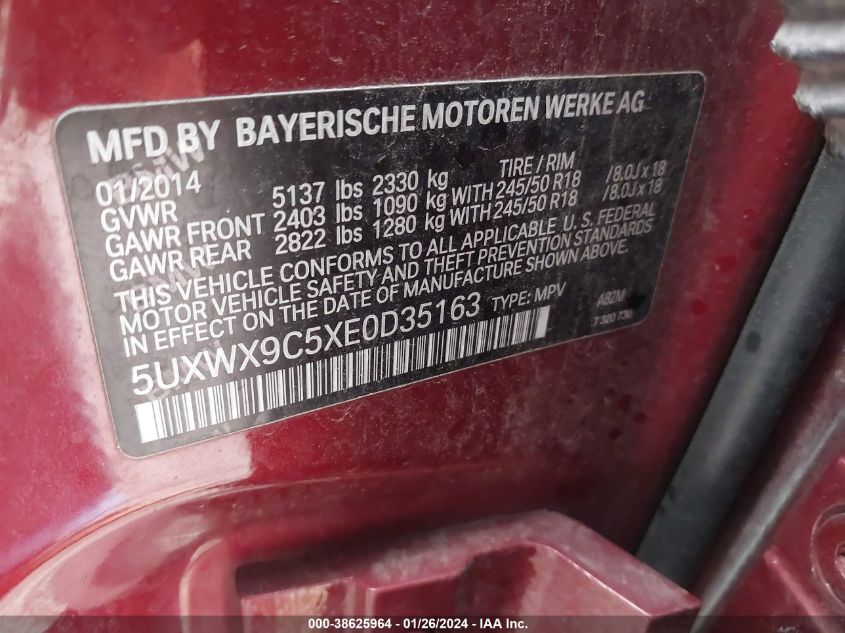 MFD BY BAYERISCHE MOTOREN WERKE AG
01/2014 TIRE / RIM
GVWR 5137 lbs 2330 kg
GAWR FRONT 2403 lbs 1090 kg WITH 245/50 R18 / 8.0J x 18
GAWR REAR 2822 lbs 1280 kg WITH 245/50 R18 / 8.0J x 18
THIS VEHICLE CONFORMS TO ALL APPLICABLE U. S. FEDERAL
MOTOR VEHICLE SAFETY AND THEFT PREVENTION STANDARDS
IN EFFECT ON THE DATE OF MANUFACTURE SHOWN ABOVE.
5UXWX9C5XE0D35163 TYPE: MPV A82M
7 320 730
000-38625964 - 01/26/2024 - IAA Inc.